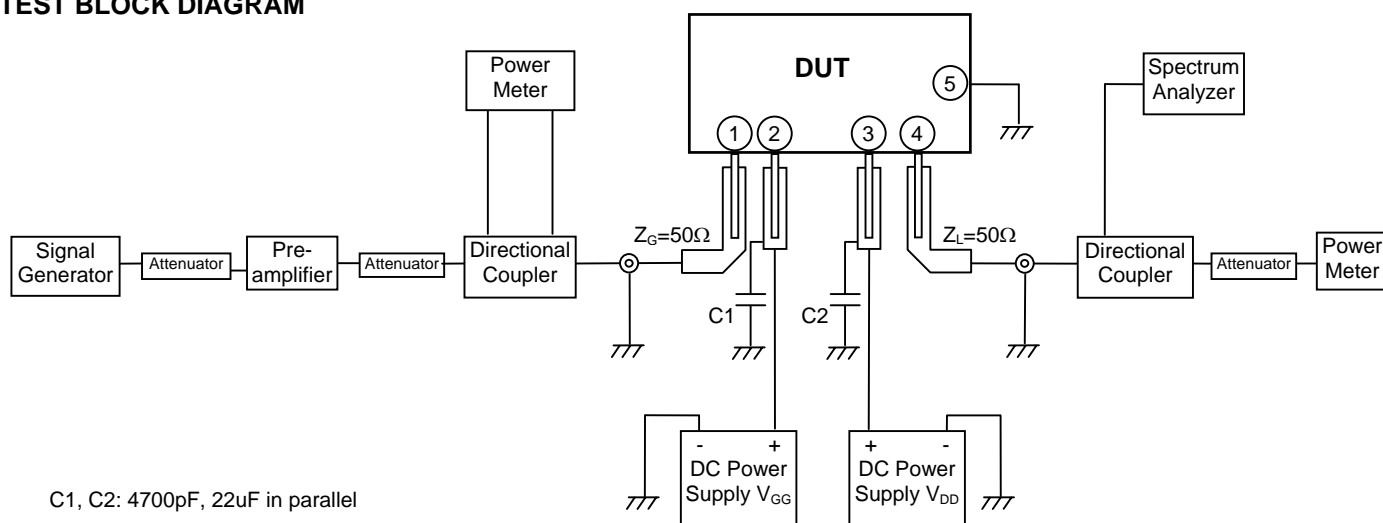 TEST BLOCK DIAGRAM
DUT
Power
Meter
5
Spectrum
Analyzer
1
2
3
4
Z_G=50Ω
Z_L=50Ω
Signal
Generator
Attenuator
Pre-
amplifier
Attenuator
Directional
Coupler
Directional
Coupler
Attenuator
Power
Meter
C1
C2
- +
DC Power
Supply V_GG
+ -
DC Power
Supply V_DD
C1, C2: 4700pF, 22uF in parallel